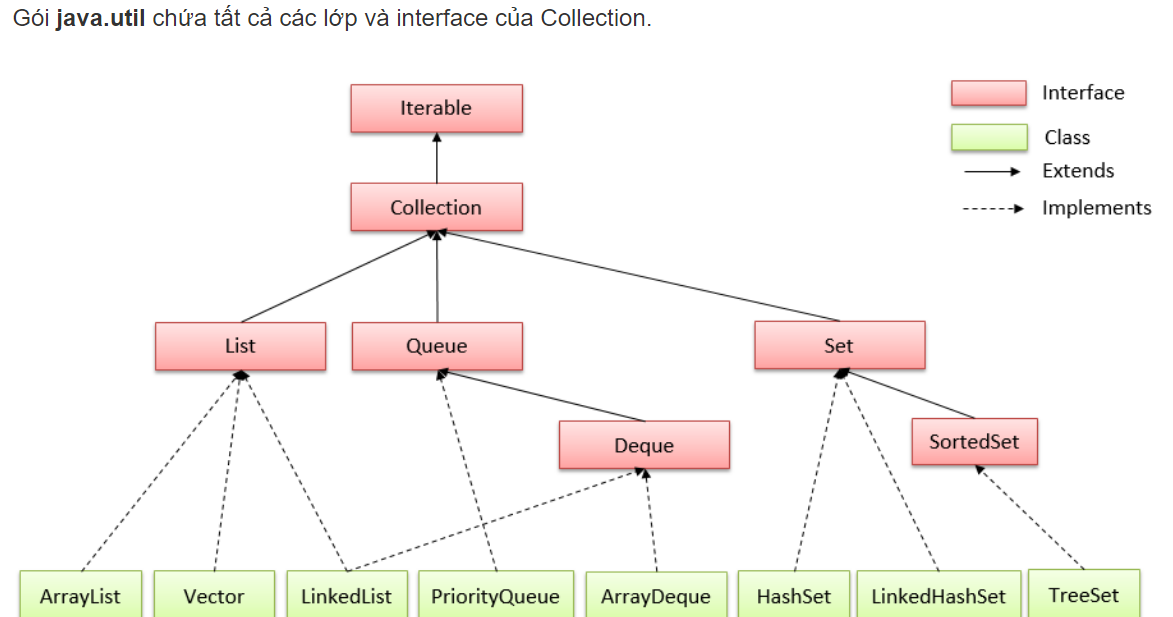 Gói java.util chứa tất cả các lớp và interface của Collection.
Iterable
Interface
Class
Extends
Collection
Implements
List
Queue
Set
Deque
SortedSet
ArrayList
Vector
LinkedList
PriorityQueue
ArrayDeque
HashSet
LinkedHashSet
TreeSet